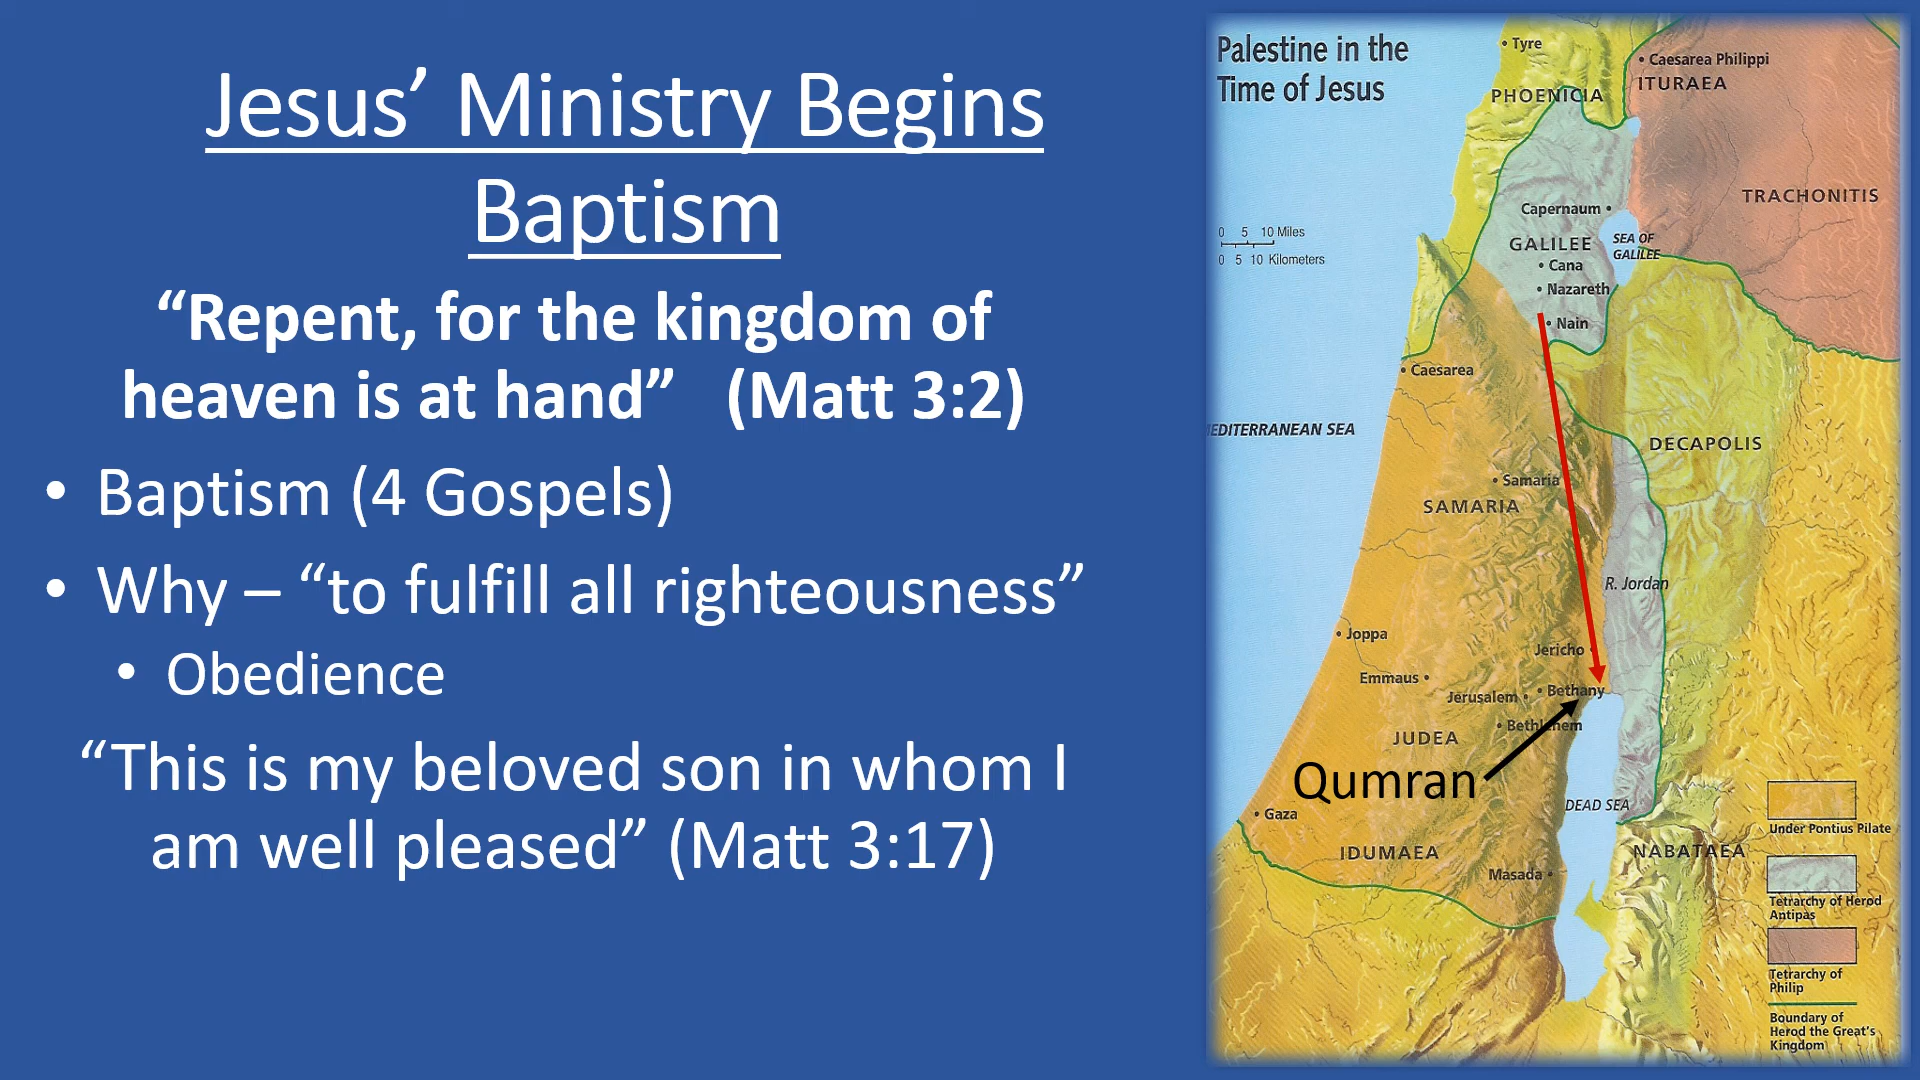 Jesus’ Ministry Begins
Baptism
“Repent, for the kingdom of
heaven is at hand”   (Matt 3:2)
• Baptism (4 Gospels)
• Why – “to fulfill all righteousness”
• Obedience
“This is my beloved son in whom I
am well pleased” (Matt 3:17)
Palestine in the
Time of Jesus
Tyre
Caesarea Philippi
ITURAEA
PHOENICIA
TRACHONITIS
Capernaum
0 5 10 Miles
0 5 10 Kilometers
GALILEE
SEA OF
GALILEE
Cana
Nazareth
Nain
Caesarea
EDITERRANEAN SEA
DECAPOLIS
Samaria
SAMARIA
R. Jordan
Joppa
Jericho
Emmaus
Jerusalem
Bethany
Bethlehem
JUDEA
Qumran
DEAD SEA
Gaza
IDUMAEA
NABATAEA
Masada
Under Pontius Pilate
Tetrarchy of Herod
Antipas
Tetrarchy of
Philip
Boundary of
Herod the Great's
Kingdom